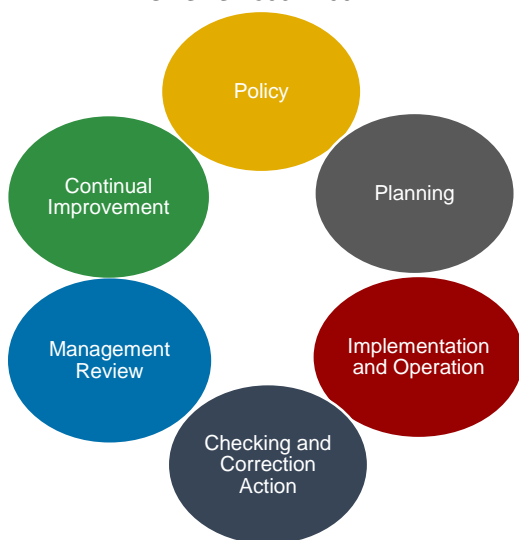 Policy
Planning
Implementation
and Operation
Checking and
Correction
Action
Management
Review
Continual
Improvement